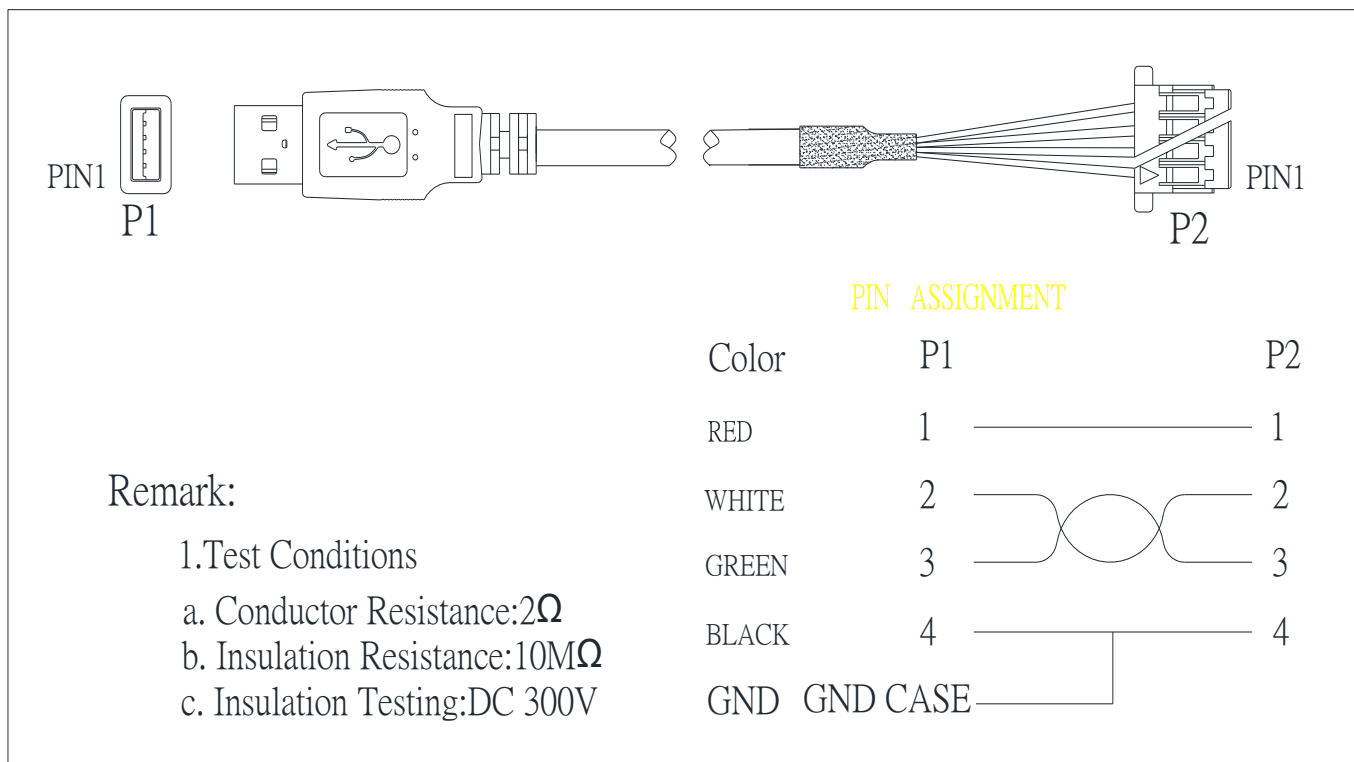 PIN1
P1
PIN1
P2
PIN ASSIGNMENT
Color P1 P2
RED 1 1
WHITE 2 2
GREEN 3 3
BLACK 4 4
GND GND CASE
Remark:
1.Test Conditions
a. Conductor Resistance:2Ω
b. Insulation Resistance:10MΩ
c. Insulation Testing:DC 300V